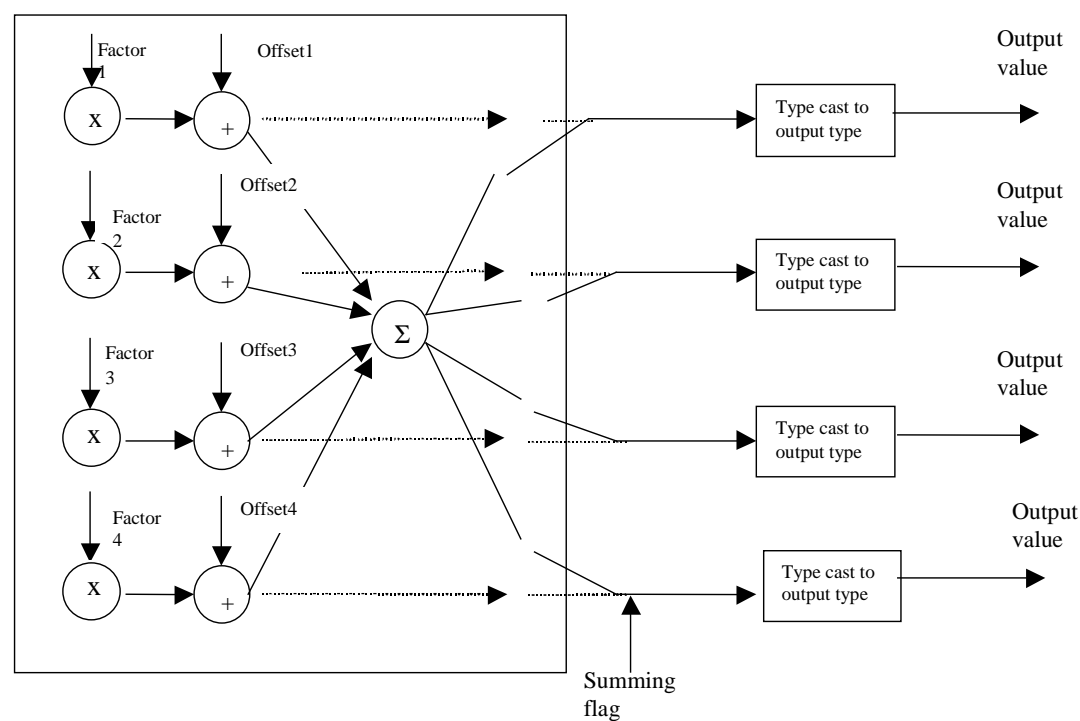 Factor
1
Offset1
Output
value
x
+
Type cast to
output type
Factor
2
Offset2
Output
value
x
+
Type cast to
output type
Σ
Factor
3
Offset3
Output
value
x
+
Type cast to
output type
Factor
4
Offset4
Output
value
x
+
Type cast to
output type
Summing
flag